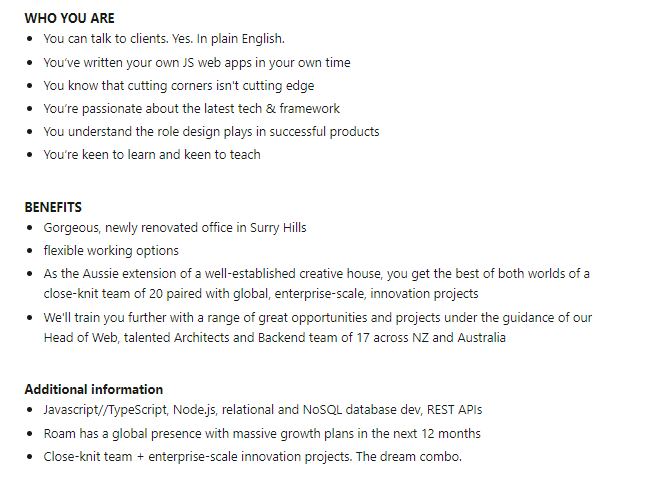 WHO YOU ARE
You can talk to clients. Yes. In plain English.
You've written your own JS web apps in your own time
You know that cutting corners isn't cutting edge
You're passionate about the latest tech & framework
You understand the role design plays in successful products
You're keen to learn and keen to teach
BENEFITS
Gorgeous, newly renovated office in Surry Hills
flexible working options
As the Aussie extension of a well-established creative house, you get the best of both worlds of a
close-knit team of 20 paired with global, enterprise-scale, innovation projects
We'll train you further with a range of great opportunities and projects under the guidance of our
Head of Web, talented Architects and Backend team of 17 across NZ and Australia
Additional information
Javascript//TypeScript, Node.js, relational and NoSQL database dev, REST APIs
Roam has a global presence with massive growth plans in the next 12 months
Close-knit team + enterprise-scale innovation projects. The dream combo.